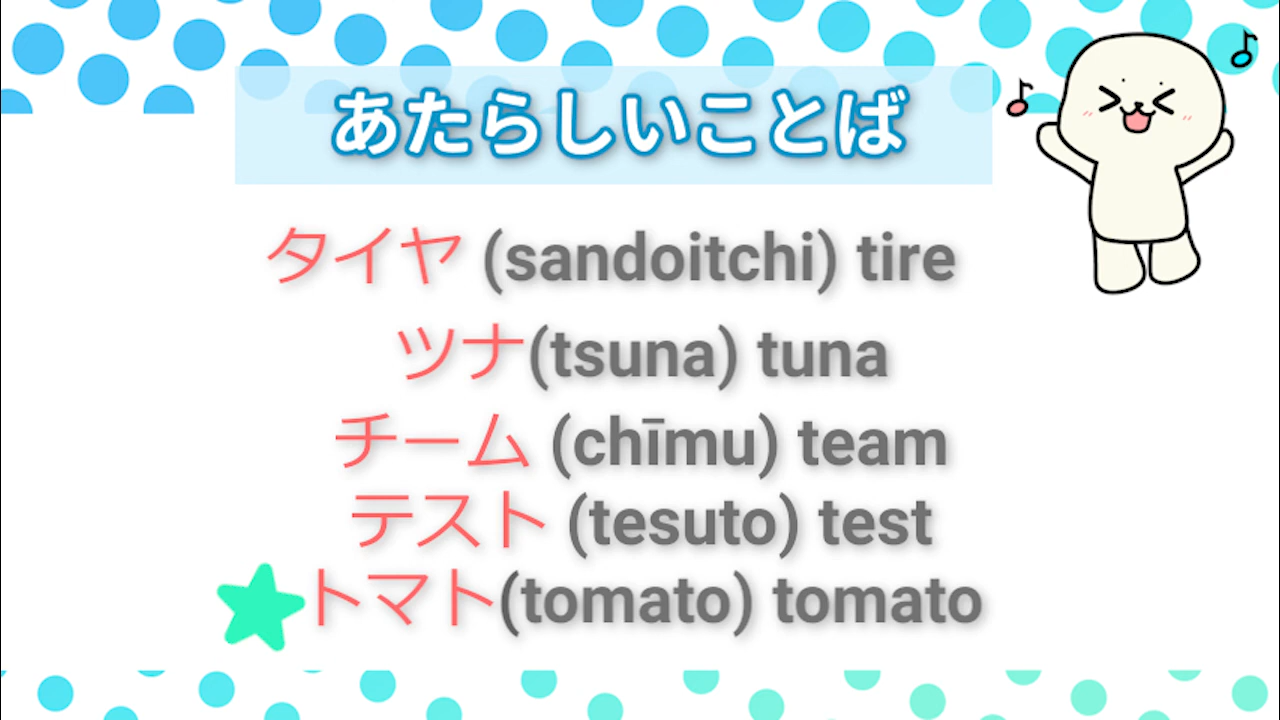 あたらしいことば
タイヤ (sandoitchi) tire
ツナ(tsuna) tuna
チーム (chīmu) team
テスト (tesuto) test
トマト(tomato) tomato